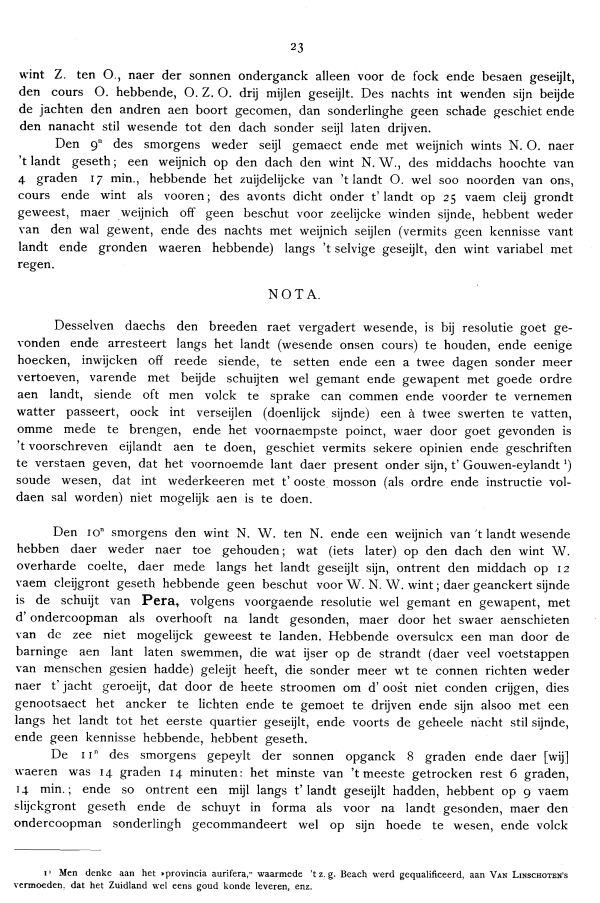 23
wint Z. ten O., naer der sonnen onderganck alleen voor de fock ende besaen geseijlt,
den cours O. hebbende, O. Z. O. drij mijlen geseijlt. Des nachts int wenden sijn beijde
de jachten den andren aen boort gecomen, dan sonderlinghe geen schade geschiet ende
den nanacht stil wesende tot den dach sonder seijl laten drijven.
Den 9ⁿ des smorgens weder seijl gemaect ende met weijnich wints N. O. naer
't landt geseth; een weijnich op den dach den wint N. W., des middachs hoochte van
4 graden 17 min., hebbende het zuijdelijcke van 't landt O. wel soo noorden van ons,
cours ende wint als vooren; des avonts dicht onder t' landt op 25 vaem cleij grondt
geweest, maer weijnich off geen beschut voor zeelijcke winden sijnde, hebbent weder
van den wal gewent, ende des nachts met weijnich seijlen (vermits geen kennisse vant
landt ende gronden waeren hebbende) langs 't selvige geseijlt, den wint variabel met
regen.
NOTA.
Desselven daechs den breeden raet vergadert wesende, is bij resolutie goet ge-
vonden ende arresteert langs het landt (wesende onsen cours) te houden, ende eenige
hoecken, inwijcken off reede siende, te setten ende een a twee dagen sonder meer
vertoeven, varende met beijde schuijten wel gemant ende gewapent met goede ordre
aen landt, siende oft men volck te sprake can commen ende voorder te vernemen
watter passeert, oock int verseijlen (doenlijck sijnde) een à twee swerten te vatten,
omme mede te brengen, ende het voornaempste poinct, waer door goet gevonden is
't voorschreven eijlandt aen te doen, geschiet vermits sekere opinien ende geschriften
te verstaen geven, dat het voornoemde lant daer present onder sijn, t' Gouwen-eylandt ¹)
soude wesen, dat int wederkeeren met t' ooste mosson (als ordre ende instructie vol-
daen sal worden) niet mogelijk aen is te doen.
Den 10ⁿ smorgens den wint N. W. ten N. ende een weijnich van 't landt wesende
hebben daer weder naer toe gehouden; wat (iets later) op den dach den wint W.
overharde coelte, daer mede langs het landt geseijlt sijn, ontrent den middach op 12
vaem cleijgront geseth hebbende geen beschut voor W. N. W. wint; daer geanckert sijnde
is de schuijt van Pera, volgens voorgaende resolutie wel gemant en gewapent, met
d' ondercoopman als overhooft na landt gesonden, maer door het swaer aenschieten
van de zee niet mogelijck geweest te landen. Hebbende oversulcx een man door de
barninge aen lant laten swemmen, die wat ijser op de strandt (daer veel voetstappen
van menschen gesien hadde) geleijt heeft, die sonder meer wt te connen richten weder
naer t' jacht geroeijt, dat door de heete stroomen om d' oost niet conden crijgen, dies
genootsaect het ancker te lichten ende te gemoet te drijven ende sijn alsoo met een
langs het landt tot het eerste quartier geseijlt, ende voorts de geheele nacht stil sijnde,
ende geen kennisse hebbende, hebbent geseth.
De 11ⁿ des smorgens gepeylt der sonnen opganck 8 graden ende daer [wij]
waeren was 14 graden 14 minuten: het minste van 't meeste getrocken rest 6 graden,
14 min.; ende so ontrent een mijl langs t' landt geseijlt hadden, hebbent op 9 vaem
slijckgront geseth ende de schuyt in forma als voor na landt gesonden, maer den
ondercoopman sonderlingh gecommandeert wel op sijn hoede te wesen, ende volck
¹) Men denke aan het »provincia aurifera,” waarmede 't z. g. Beach werd gequalificeerd, aan VAN LINSCHOTEN'S
vermoeden, dat het Zuidland wel eens goud konde leveren, enz.